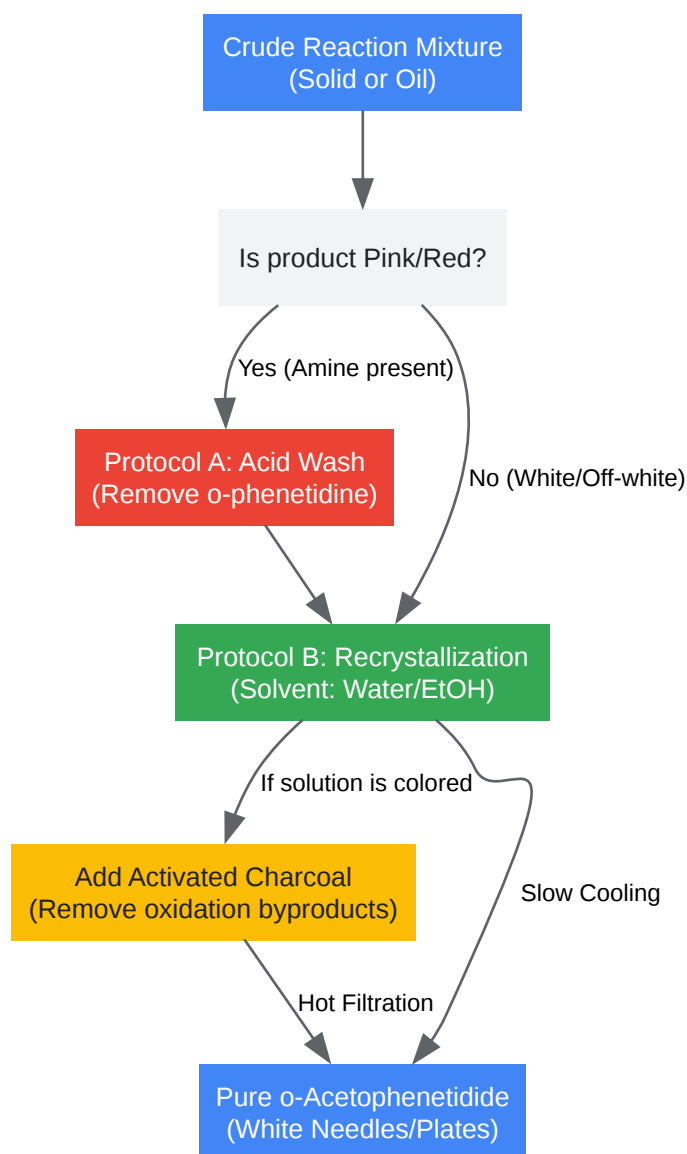 Crude Reaction Mixture
(Solid or Oil)
Is product Pink/Red?
Yes (Amine present)
Protocol A: Acid Wash
(Remove o-phenetidine)
No (White/Off-white)
Protocol B: Recrystallization
(Solvent: Water/EtOH)
If solution is colored
Add Activated Charcoal
(Remove oxidation byproducts)
Slow Cooling
Hot Filtration
Pure o-Acetophenetidide
(White Needles/Plates)